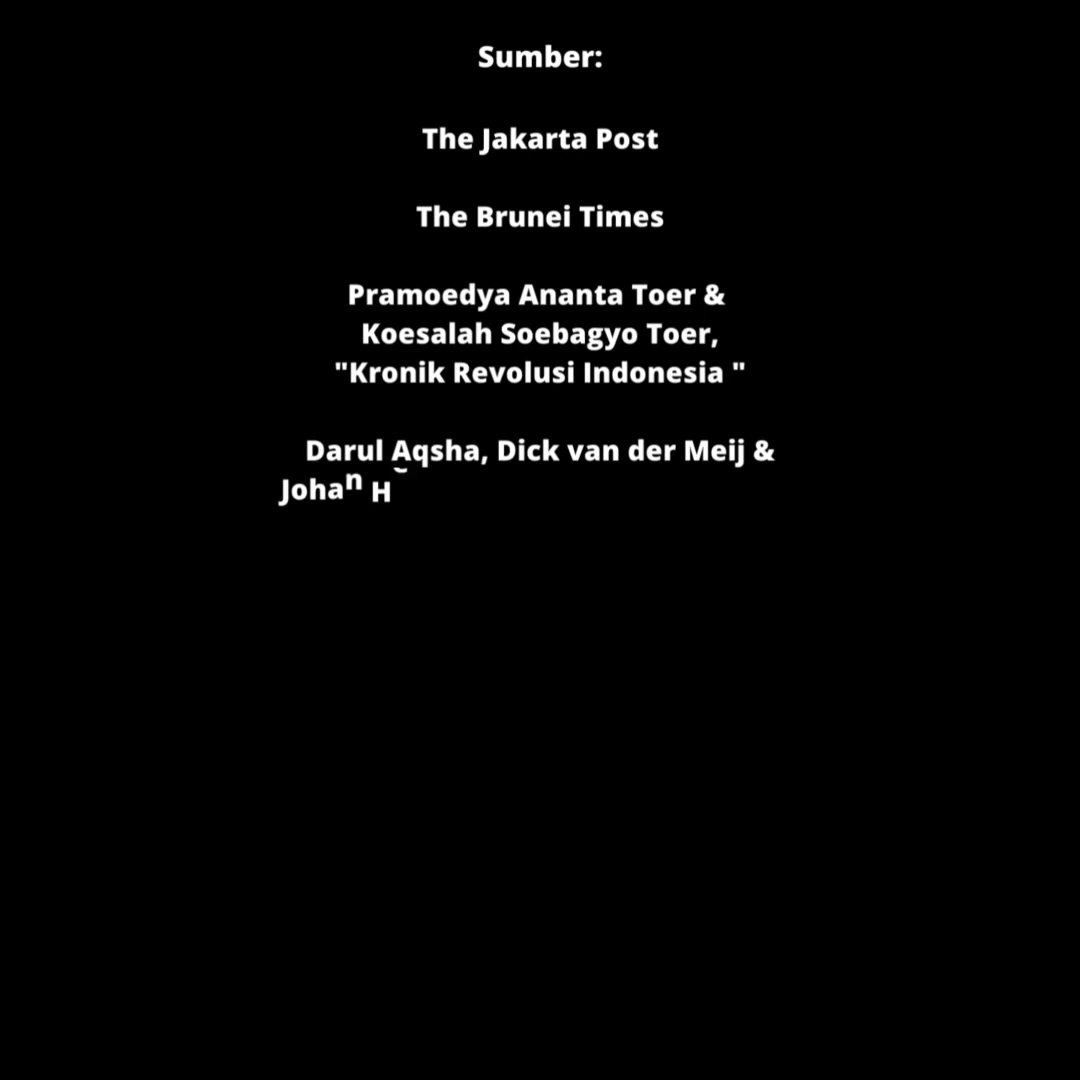 Sumber:
The Jakarta Post
The Brunei Times
Pramoedya Ananta Toer &
Koesalah Soebagyo Toer,
"Kronik Revolusi Indonesia "
Darul Aqsha, Dick van der Meij &
Johan H